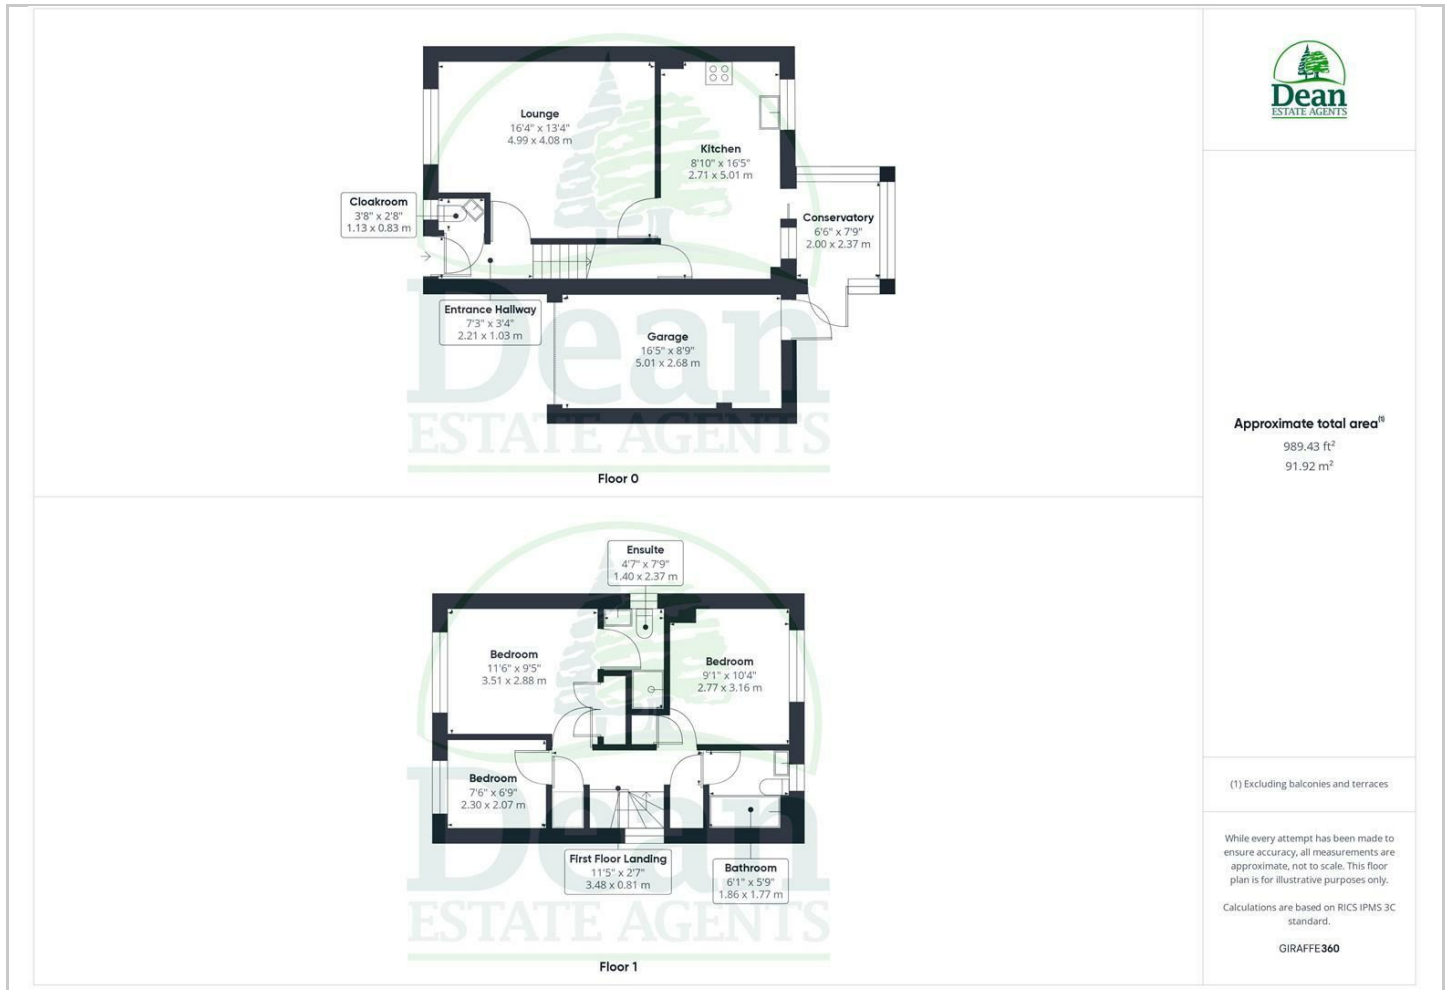 Lounge
16'4" x 13'4"
4.99 x 4.08 m
Kitchen
8'10" x 16'5"
2.71 x 5.01 m
Cloakroom
3'8" x 2'8"
1.13 x 0.83 m
Conservatory
6'6" x 7'9"
2.00 x 2.37 m
Entrance Hallway
7'3" x 3'4"
2.21 x 1.03 m
Garage
16'5" x 8'9"
5.01 x 2.68 m
Dean
ESTATE AGENTS
Floor 0
Ensuite
4'7" x 7'9"
1.40 x 2.37 m
Bedroom
11'6" x 9'5"
3.51 x 2.88 m
Bedroom
9'1" x 10'4"
2.77 x 3.16 m
Bedroom
7'6" x 6'9"
2.30 x 2.07 m
First Floor Landing
11'5" x 2'7"
3.48 x 0.81 m
Bathroom
6'1" x 5'9"
1.86 x 1.77 m
Dean
ESTATE AGENTS
Floor 1
Dean
ESTATE AGENTS
Approximate total area(1)
989.43 ft²
91.92 m²
(1) Excluding balconies and terraces
While every attempt has been made to
ensure accuracy, all measurements are
approximate, not to scale. This floor
plan is for illustrative purposes only.
Calculations are based on RICS IPMS 3C
standard.
GIRAFFE360